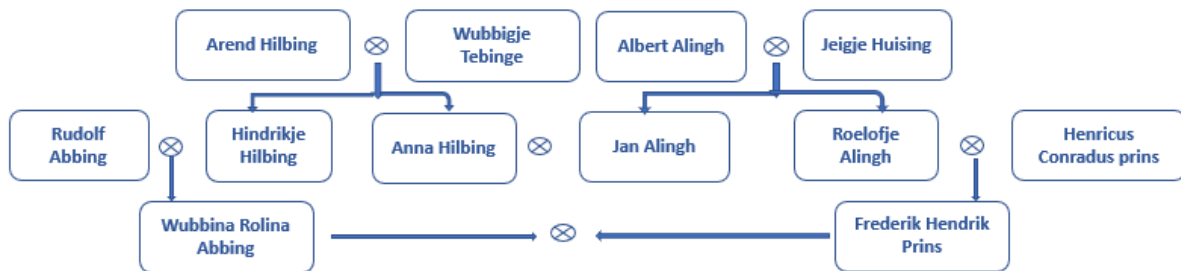 Arend Hilbing
Wubbigje
Tebinge
Albert Alingh
Jeigje Huising
Rudolf
Abbing
Hindrikje
Hilbing
Anna Hilbing
Jan Alingh
Roelofje
Alingh
Henricus
Conradus prins
Wubbina Rolina
Abbing
Frederik Hendrik
Prins